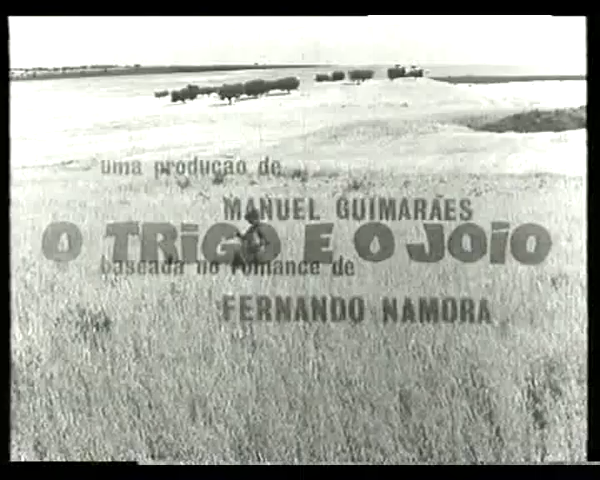 uma produção de
MANUEL GUIMARÃES
O TRIGO E O JOIO
baseada no romance de
FERNANDO NAMORA